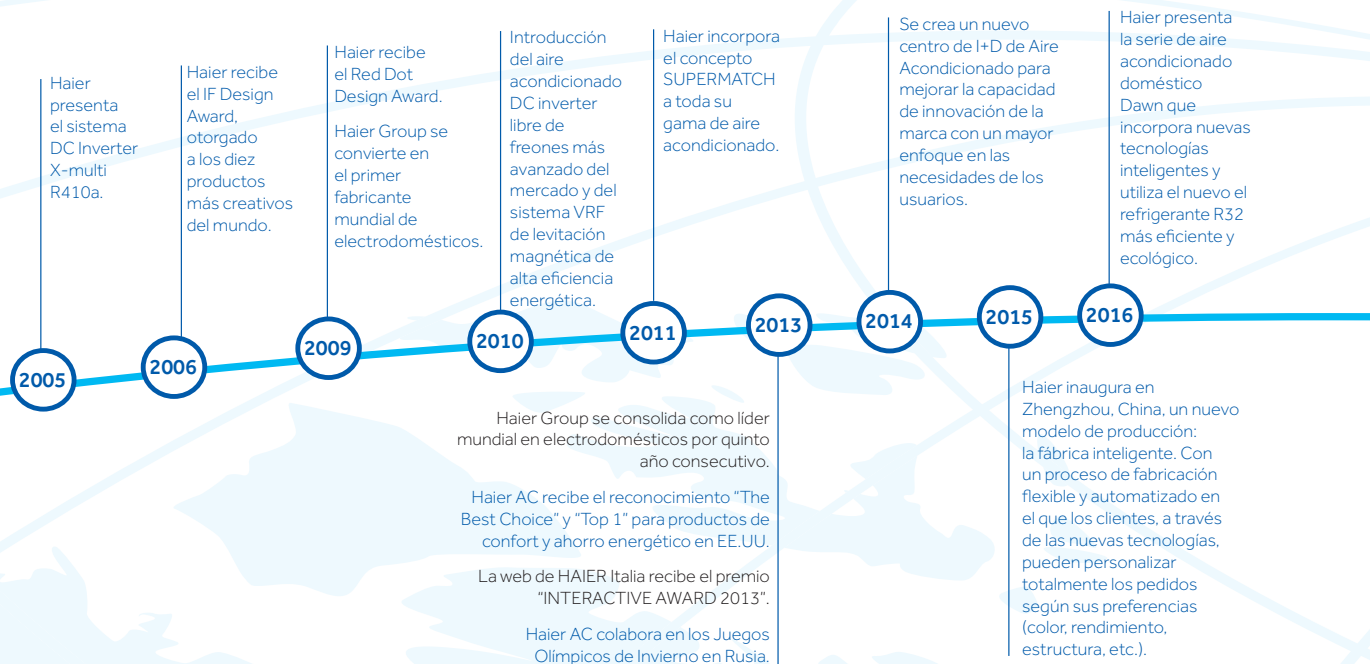 Haier
presenta
el sistema
DC Inverter
X-multi
R410a.
2005
Haier recibe
el IF Design
Award,
otorgado
a los diez
productos
más creativos
del mundo.
2006
Haier recibe
el Red Dot
Design Award.
Haier Group se
convierte en
el primer
fabricante
mundial de
electrodomésticos.
2009
Introducción
del aire
acondicionado
DC inverter
libre de
freones más
avanzado del
mercado y del
sistema VRF
de levitación
magnética de
alta eficiencia
energética.
2010
Haier incorpora
el concepto
SUPERMATCH
a toda su
gama de aire
acondicionado.
2011
2013
Haier Group se consolida como líder
mundial en electrodomésticos por quinto
año consecutivo.
Haier AC recibe el reconocimiento “The
Best Choice” y “Top 1” para productos de
confort y ahorro energético en EE.UU.
La web de HAIER Italia recibe el premio
“INTERACTIVE AWARD 2013”.
Haier AC colabora en los Juegos
Olímpicos de Invierno en Rusia.
Se crea un nuevo
centro de I+D de Aire
Acondicionado para
mejorar la capacidad
de innovación de la
marca con un mayor
enfoque en las
necesidades de los
usuarios.
2014
2015
Haier inaugura en
Zhengzhou, China, un nuevo
modelo de producción:
la fábrica inteligente. Con
un proceso de fabricación
flexible y automatizado en
el que los clientes, a través
de las nuevas tecnologías,
pueden personalizar
totalmente los pedidos
según sus preferencias
(color, rendimiento,
estructura, etc.).
Haier presenta
la serie de aire
acondicionado
doméstico
Dawn que
incorpora nuevas
tecnologías
inteligentes y
utiliza el nuevo el
refrigerante R32
más eficiente y
ecológico.
2016